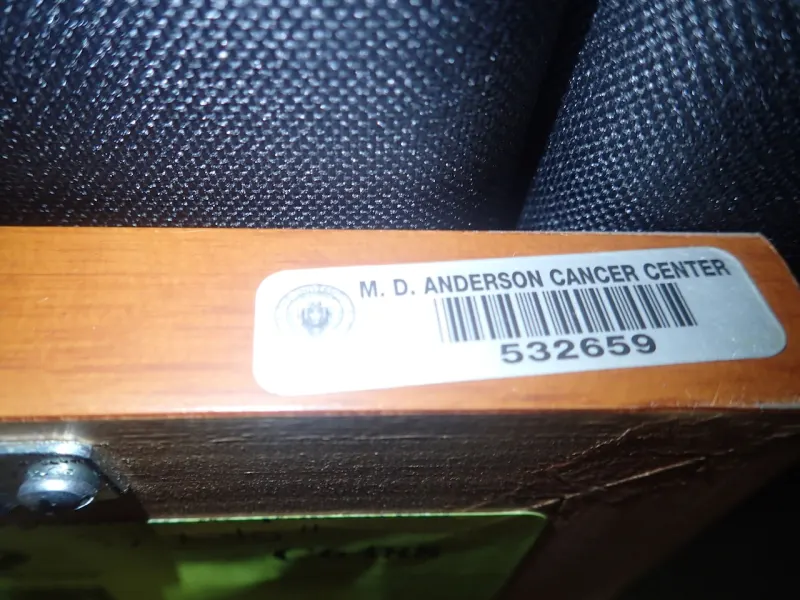 M. D. ANDERSON CANCER CENTER
532659